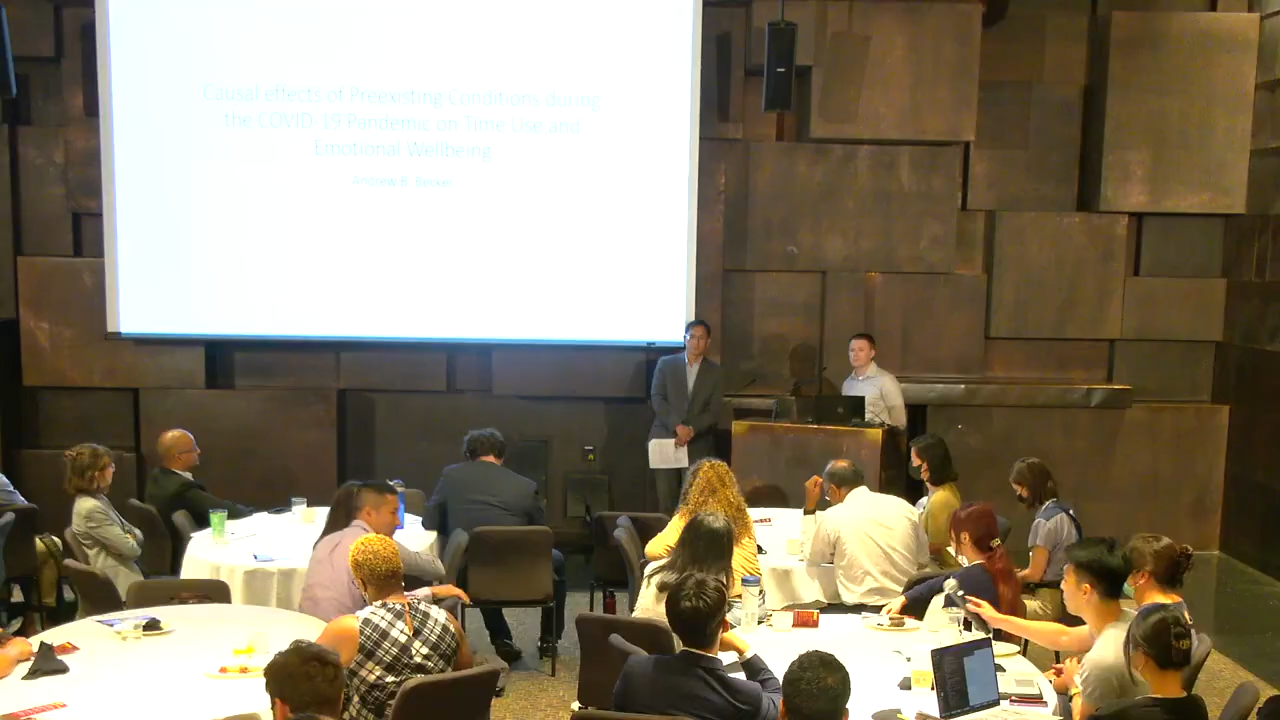 Causal effects of Preexisting Conditions during
the COVID-19 Pandemic on Time Use and
Emotional Wellbeing
Andrew B. Becker